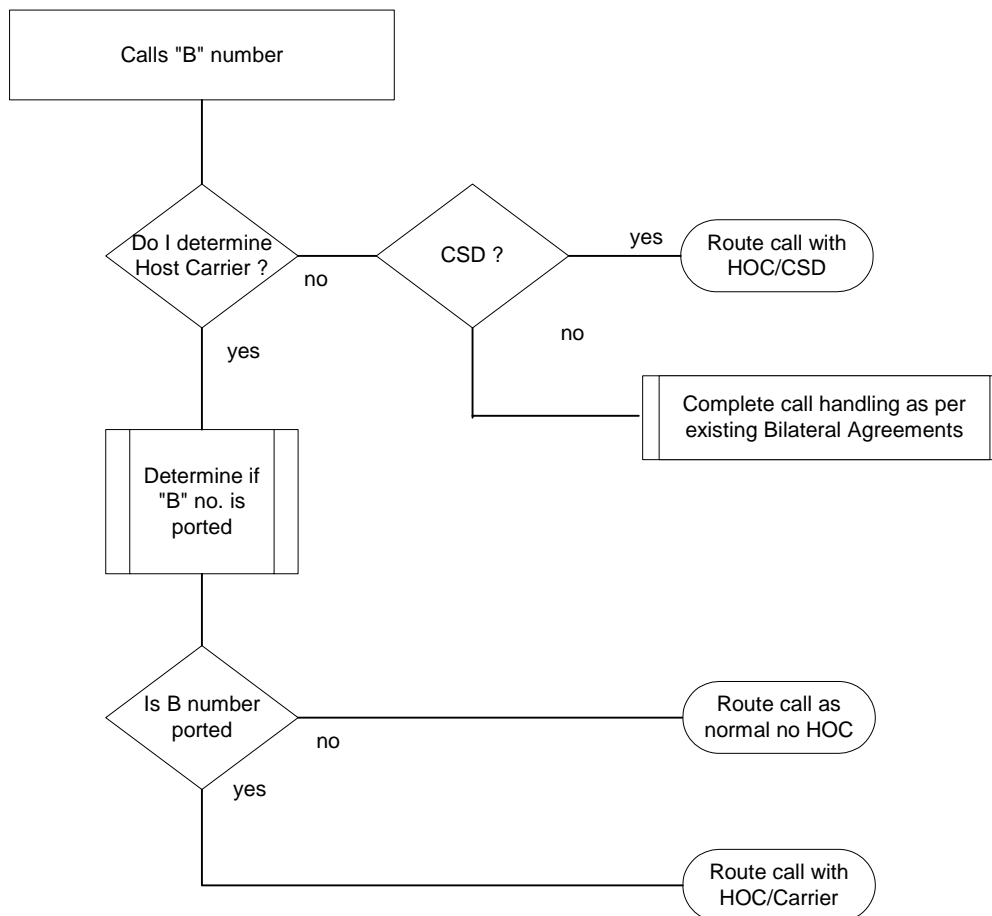 Calls "B" number
Do I determine
Host Carrier ?
no
CSD ?
yes
Route call with
HOC/CSD
no
Complete call handling as per
existing Bilateral Agreements
yes
Determine if
"B" no. is
ported
Is B number
ported
no
Route call as
normal no HOC
yes
Route call with
HOC/Carrier